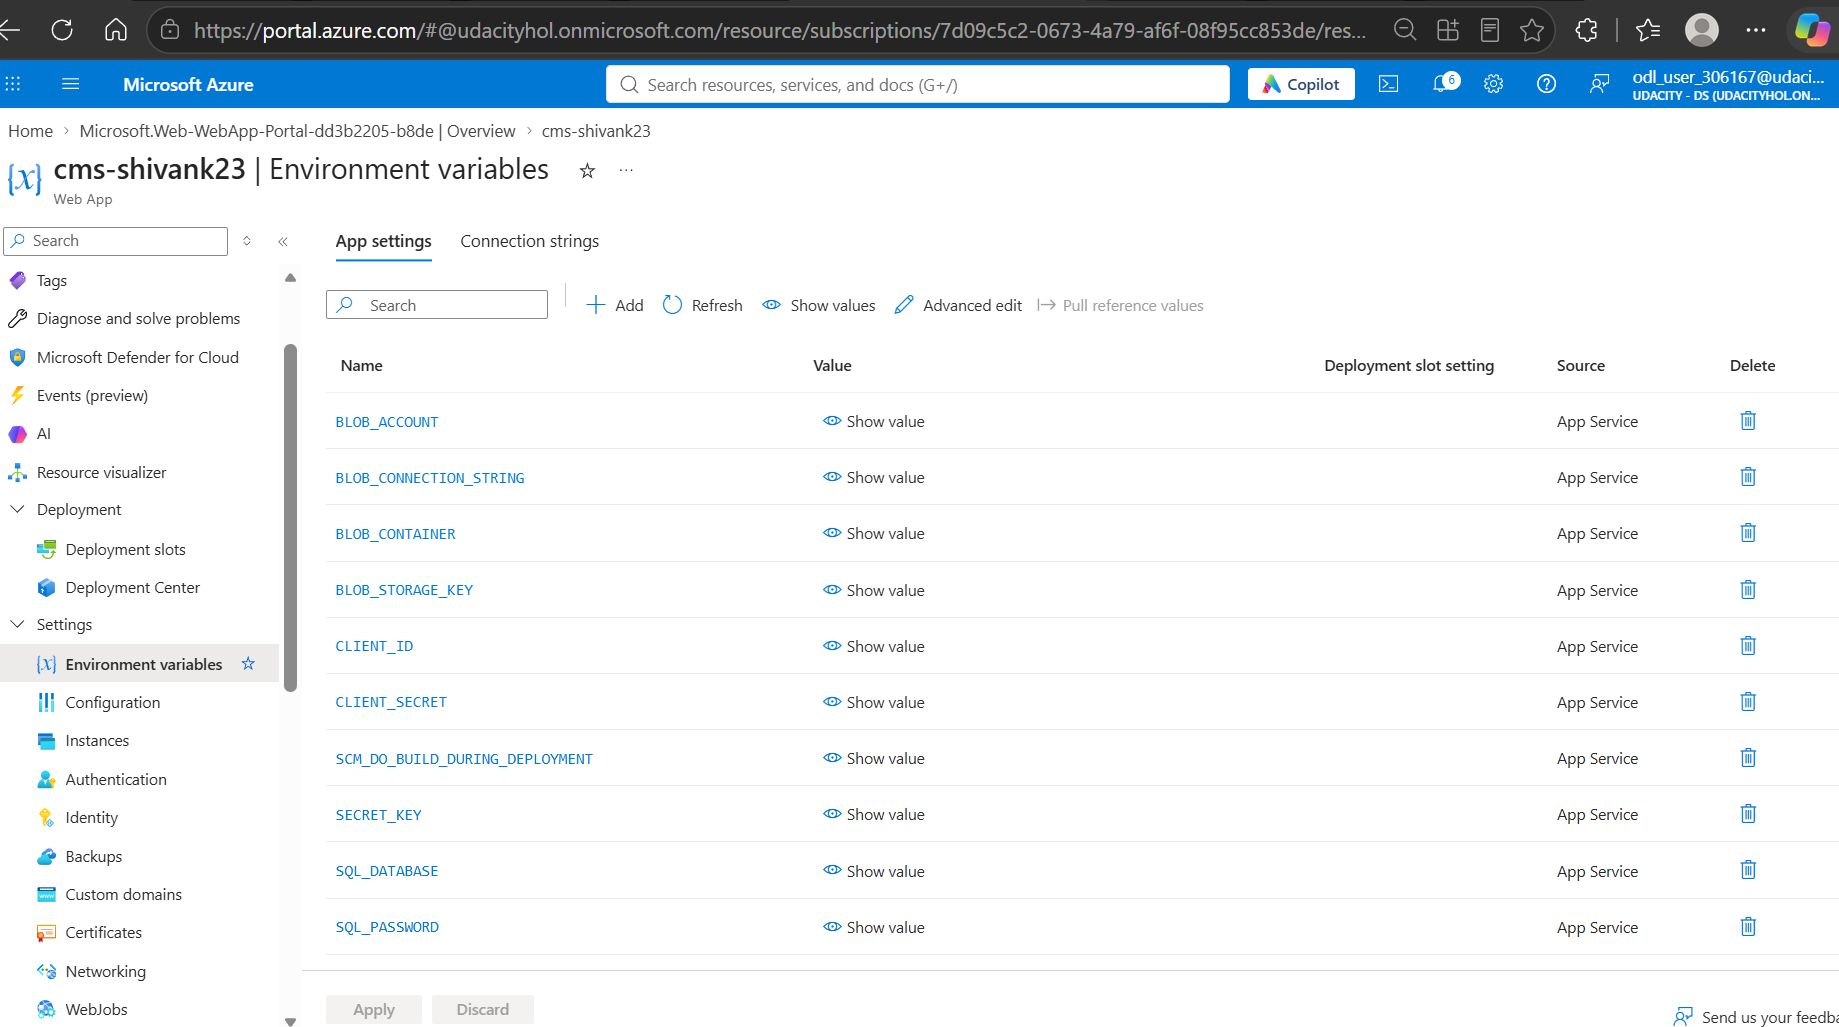 https://portal.azure.com/#@udacityhol.onmicrosoft.com/resource/subscriptions/7d09c5c2-0673-4a79-af6f-08f95cc853de/res...
Microsoft Azure
Search resources, services, and docs (G+/)
Copilot
6
odl_user_306167@udaci...
UDACITY - DS (UDACITYHOL.ON...
Home > Microsoft.Web-WebApp-Portal-dd3b2205-b8de | Overview > cms-shivank23
cms-shivank23 | Environment variables
Web App
Search
Tags
Diagnose and solve problems
Microsoft Defender for Cloud
Events (preview)
AI
Resource visualizer
Deployment
Deployment slots
Deployment Center
Settings
Environment variables
Configuration
Instances
Authentication
Identity
Backups
Custom domains
Certificates
Networking
WebJobs
App settings Connection strings
Search Add Refresh Show values Advanced edit Pull reference values
Name Value Deployment slot setting Source Delete
BLOB_ACCOUNT Show value App Service
BLOB_CONNECTION_STRING Show value App Service
BLOB_CONTAINER Show value App Service
BLOB_STORAGE_KEY Show value App Service
CLIENT_ID Show value App Service
CLIENT_SECRET Show value App Service
SCM_DO_BUILD_DURING_DEPLOYMENT Show value App Service
SECRET_KEY Show value App Service
SQL_DATABASE Show value App Service
SQL_PASSWORD Show value App Service
Apply Discard
Send us your feedba